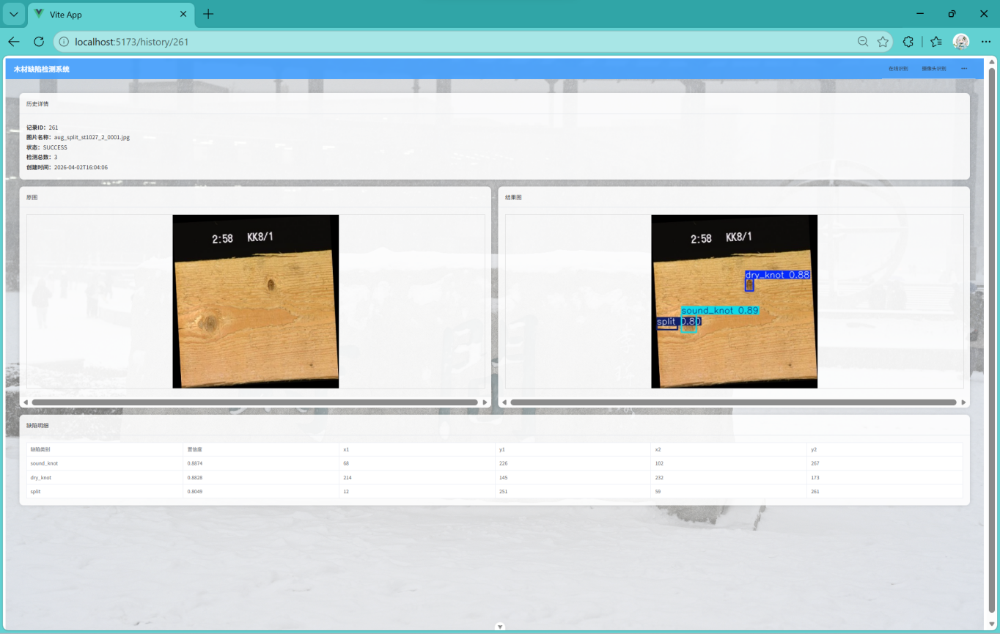 Vite App
localhost:5173/history/261
木材缺陷检测系统
在线识别 摄像头识别 ···
历史详情
记录ID: 261
图片名称: aug_split_st1027_2_0001.jpg
状态: SUCCESS
检测总数: 3
创建时间: 2026-04-02T16:04:06
原图
2:58 KK8/1
结果图
2:58 KK8/1
dry_knot 0.88
sound_knot 0.89
split 0.80
缺陷明细
缺陷类别 置信度 x1 y1 x2 y2
sound_knot 0.8874 68 226 102 267
dry_knot 0.8828 214 145 232 173
split 0.8049 12 251 59 261